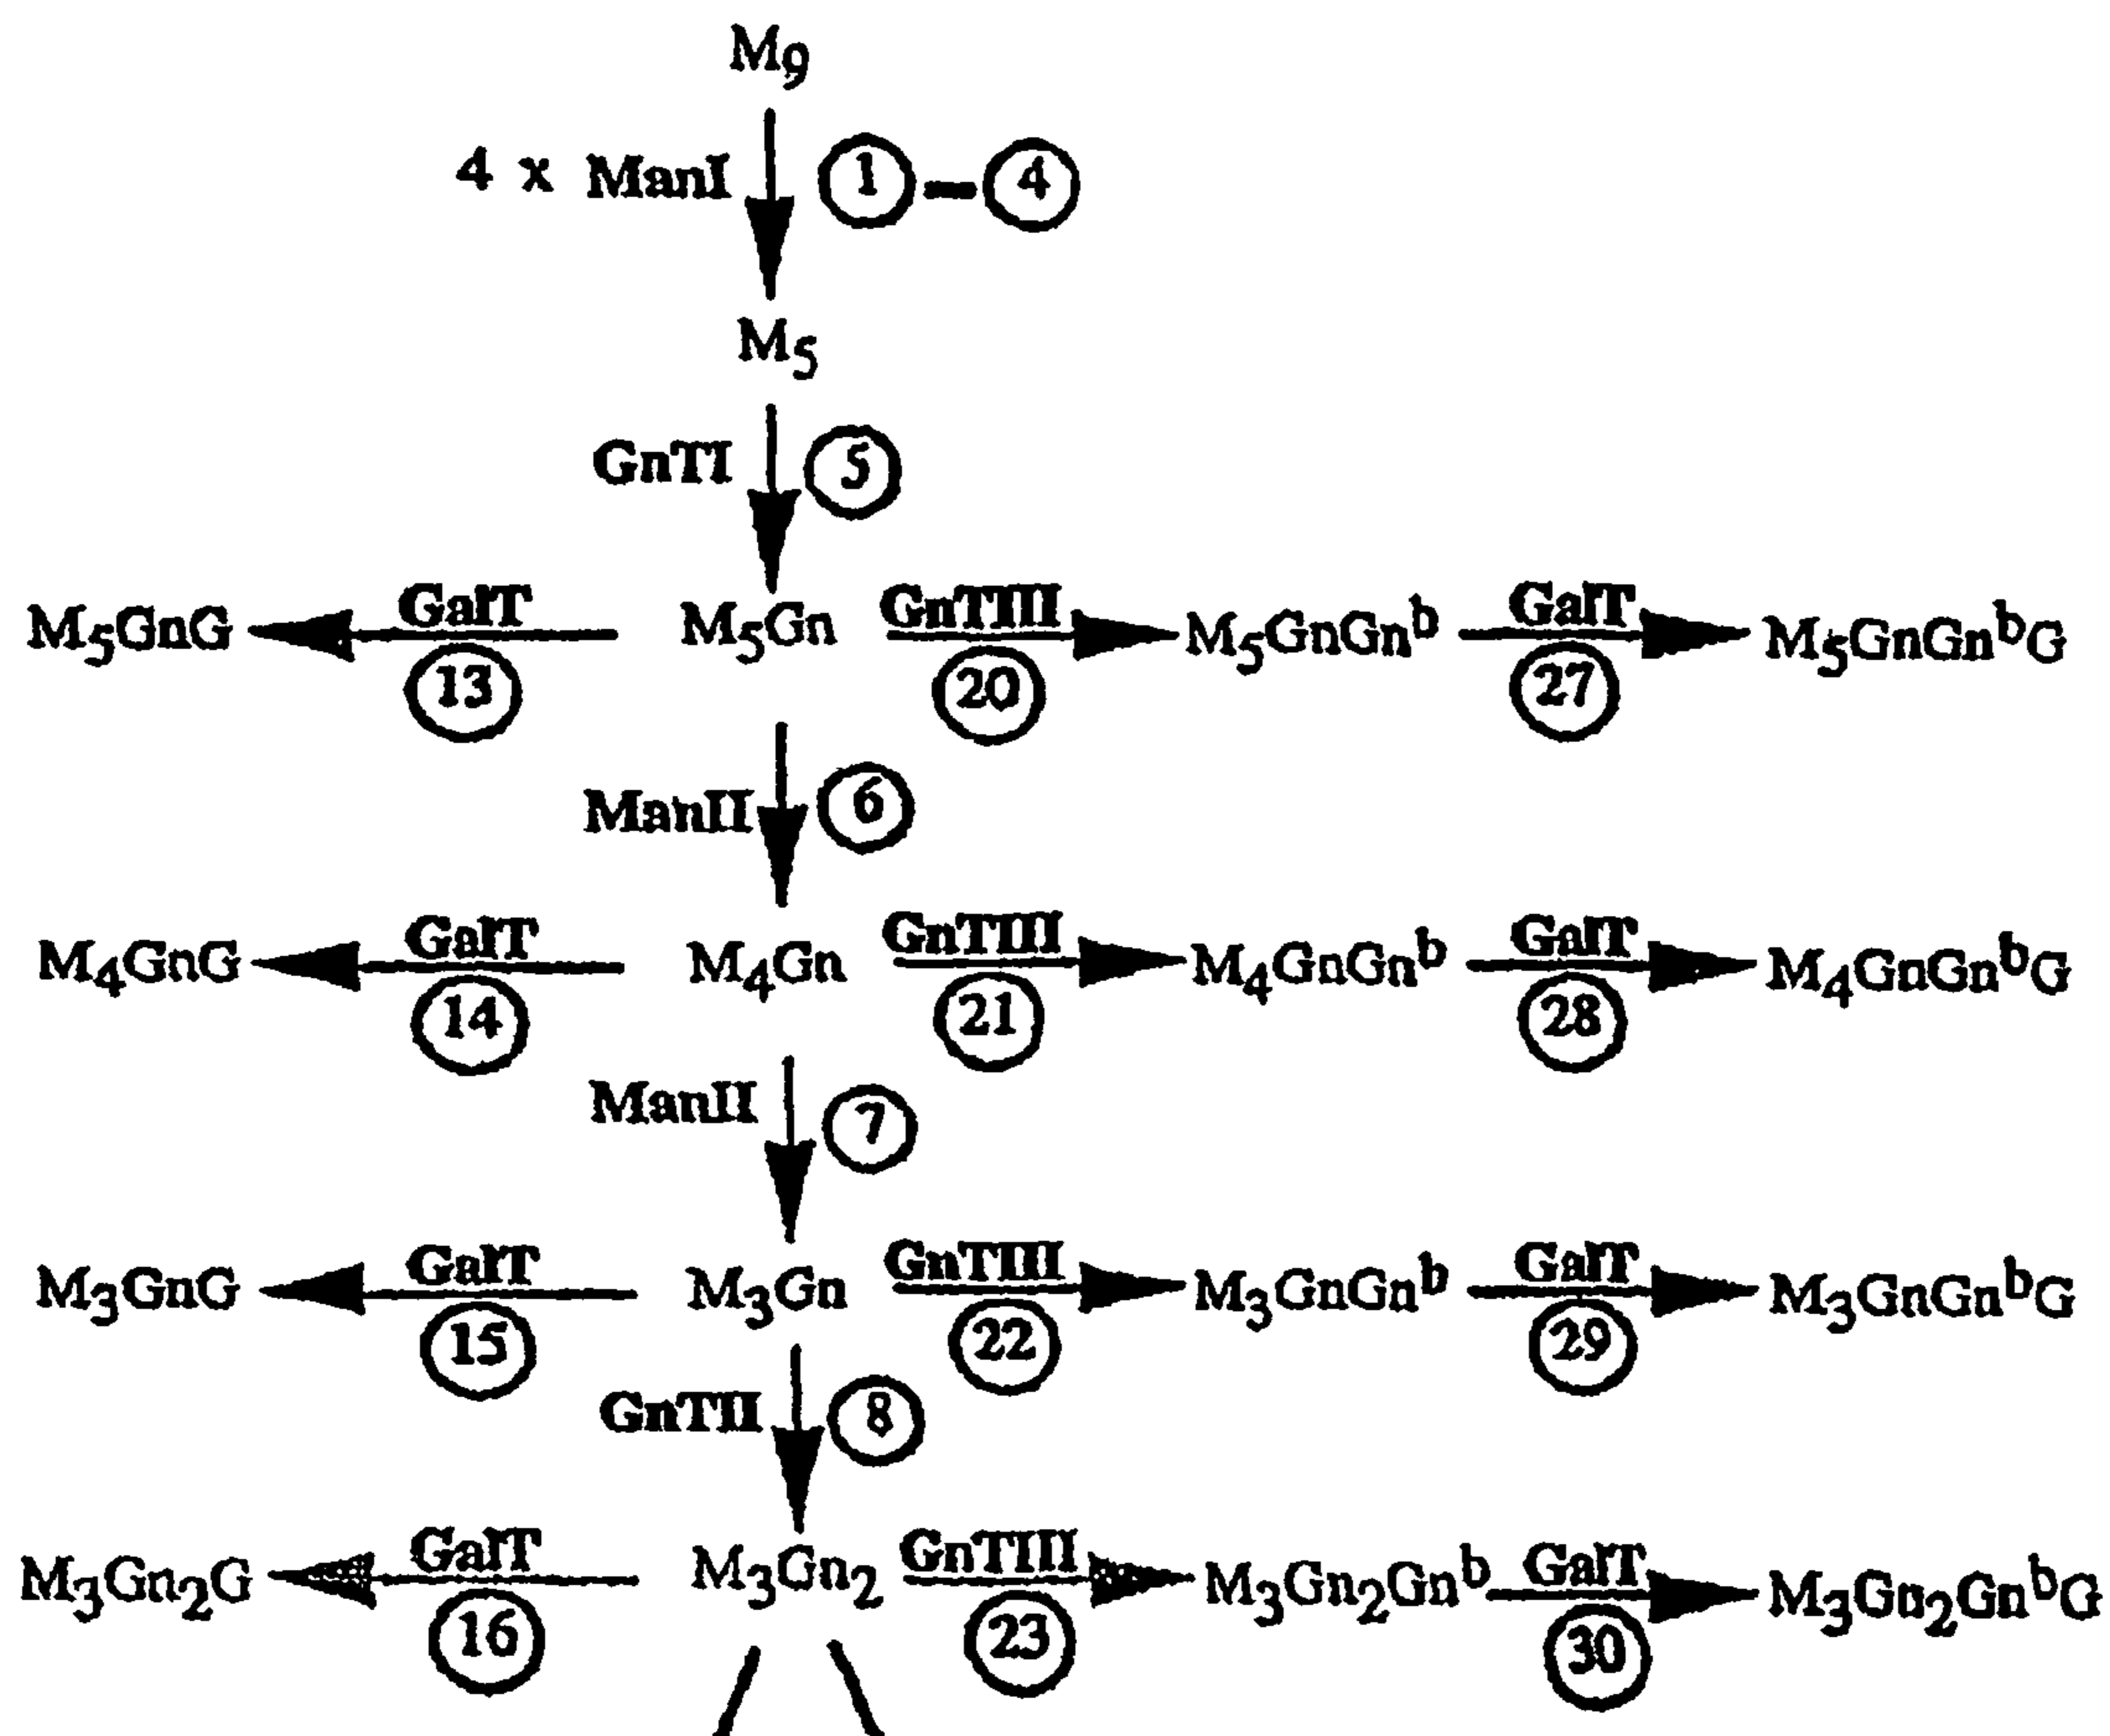 M₉
4 x ManI ① - ④
M₅
GnTI ⑤
GalT GnTIII GalT
M₅GnG M₅Gn M₅GnGnᵇ M₅GnGnᵇG
⑬ ⑳ ㉗
ManII ⑥
GalT GnTIII GalT
M₄GnG M₄Gn M₄GnGnᵇ M₄GnGnᵇG
⑭ ㉑ ㉘
ManII ⑦
GalT GnTIII GalT
M₃GnG M₃Gn M₃GnGnᵇ M₃GnGnᵇG
⑮ ㉒ ㉙
GnTII ⑧
GalT GnTIII GalT
M₃Gn₂G M₃Gn₂ M₃Gn₂Gnᵇ M₃Gn₂GnᵇG
⑯ ㉓ ㉚